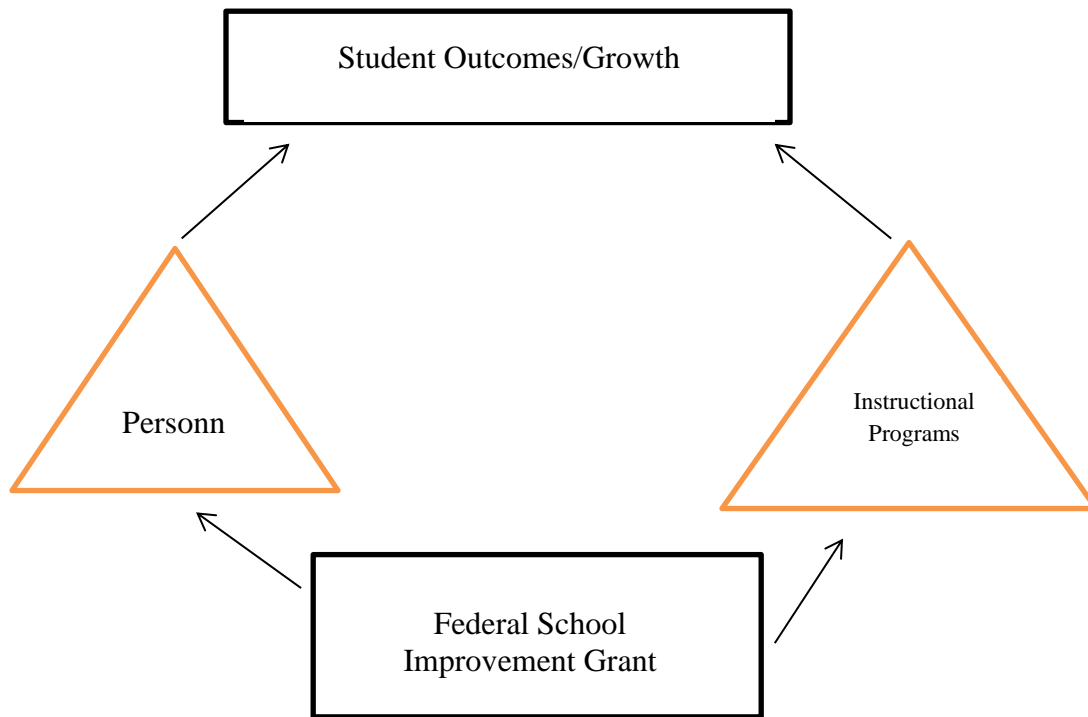 Student Outcomes/Growth
Personn
Instructional
Programs
Federal School
Improvement Grant